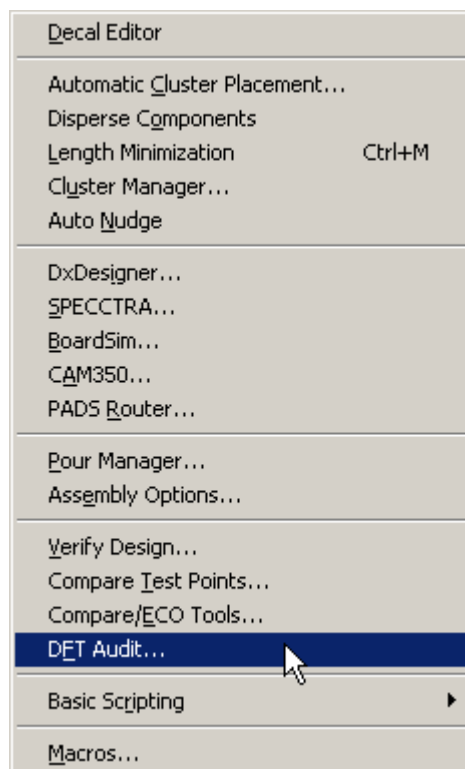 Decal Editor
Automatic Cluster Placement...
Disperse Components
Length Minimization Ctrl+M
Cluster Manager...
Auto Nudge
DxDesigner...
SPECCTRA...
BoardSim...
CAM350...
PADS Router...
Pour Manager...
Assembly Options...
Verify Design...
Compare Test Points...
Compare/ECO Tools...
DFT Audit...
Basic Scripting
Macros...